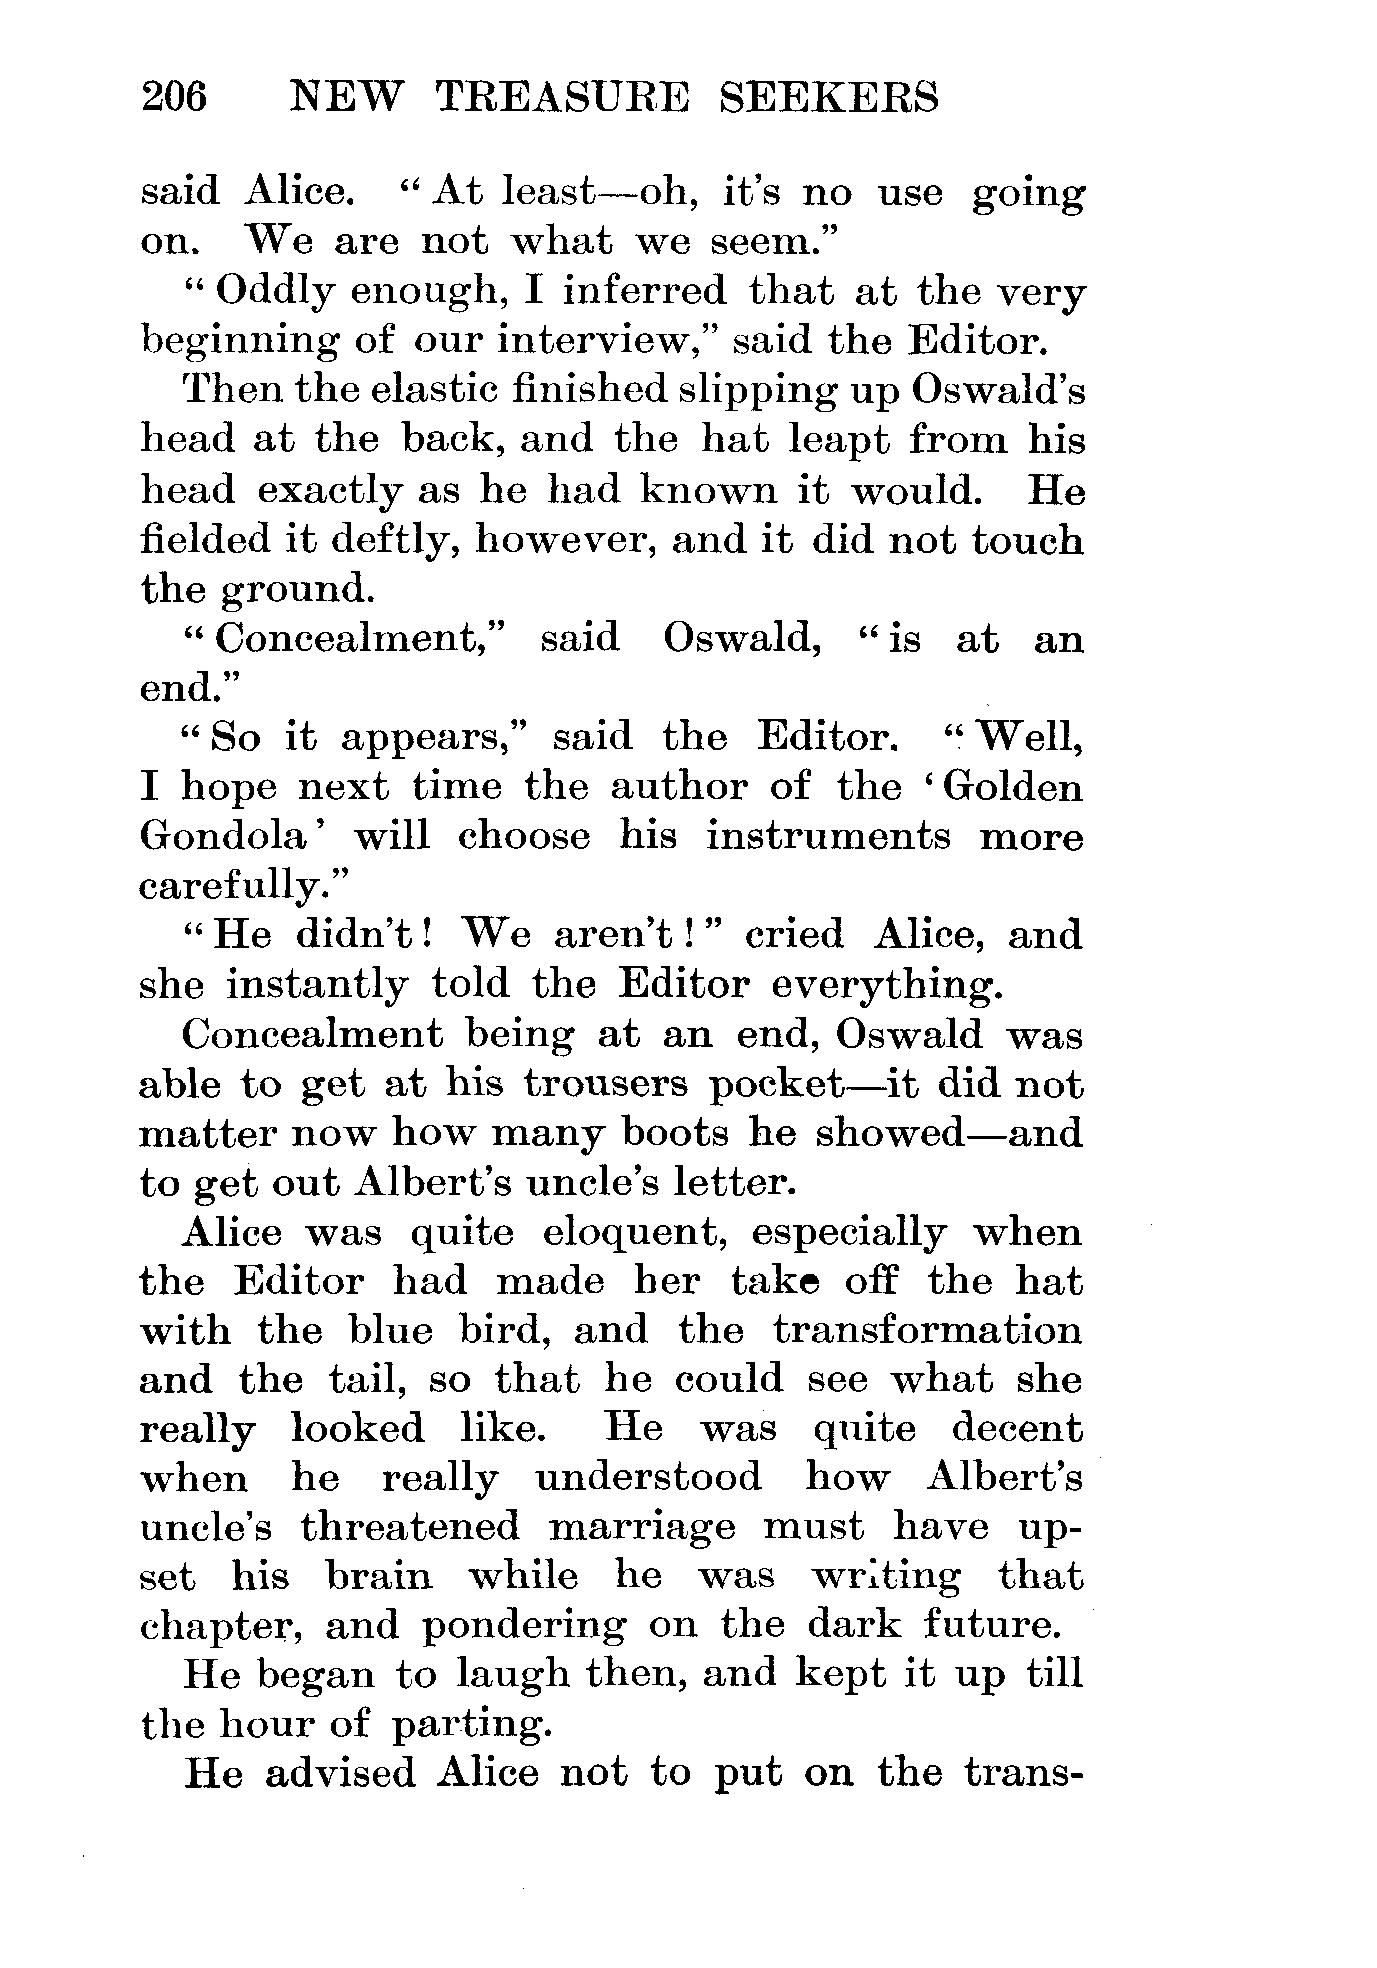 206 NEW TREASURE SEEKERS
said Alice. “ At least—oh, it's no use going
on. We are not what we seem.”
“ Oddly enough, I inferred that at the very
beginning of our interview,” said the Editor.
Then the elastic finished slipping up Oswald's
head at the back, and the hat leapt from his
head exactly as he had known it would. He
fielded it deftly, however, and it did not touch
the ground.
“ Concealment,” said Oswald, “ is at an
end.”
“ So it appears,” said the Editor. “ Well,
I hope next time the author of the ‘ Golden
Gondola ’ will choose his instruments more
carefully.”
“ He didn't ! We aren't ! ” cried Alice, and
she instantly told the Editor everything.
Concealment being at an end, Oswald was
able to get at his trousers pocket—it did not
matter now how many boots he showed—and
to get out Albert's uncle's letter.
Alice was quite eloquent, especially when
the Editor had made her take off the hat
with the blue bird, and the transformation
and the tail, so that he could see what she
really looked like. He was quite decent
when he really understood how Albert's
uncle's threatened marriage must have up-
set his brain while he was writing that
chapter, and pondering on the dark future.
He began to laugh then, and kept it up till
the hour of parting.
He advised Alice not to put on the trans-